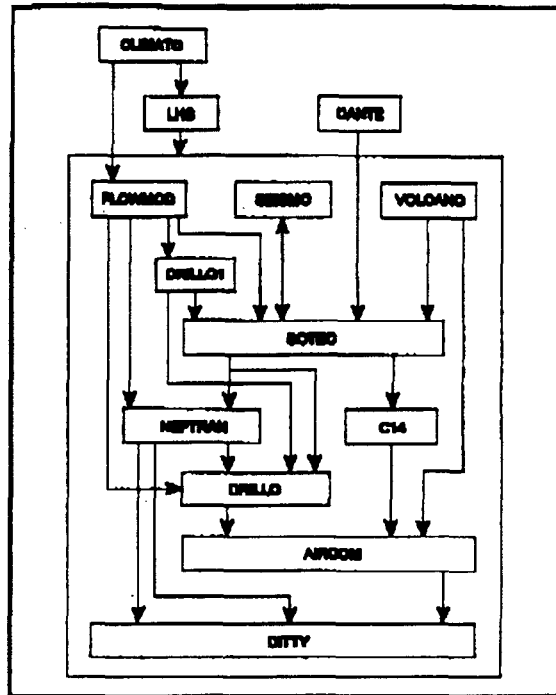 CLIMATO
LHS
DANTE
FLOWMOD
SEISMO
VOLCANO
DRILLO1
SOTEC
NEFTRAN
C14
DRILLO
AIRCOM
DITTY